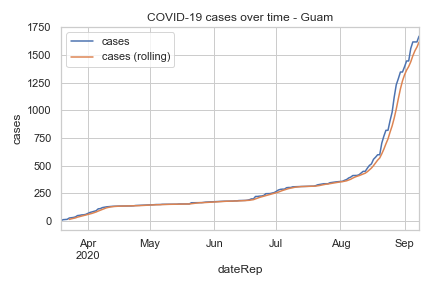 COVID-19 cases over time - Guam
cases
cases (rolling)
1750
1500
1250
1000
750
500
250
0
cases
Apr
2020
May
Jun
Jul
Aug
Sep
dateRep